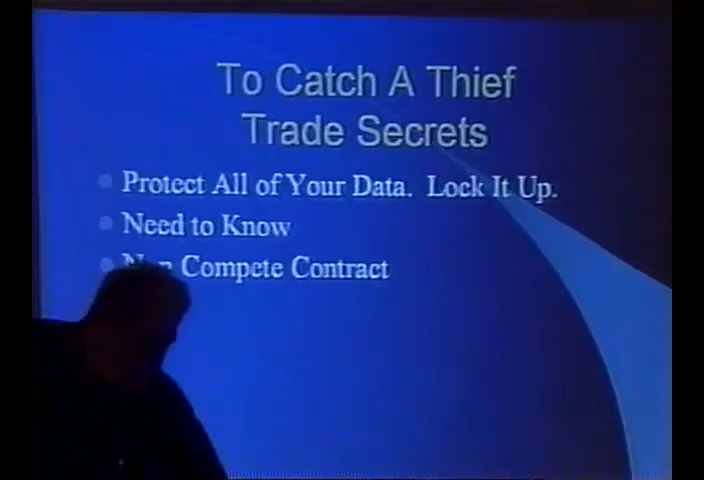 To Catch A Thief
Trade Secrets
Protect All of Your Data. Lock It Up.
Need to Know
Non Compete Contract